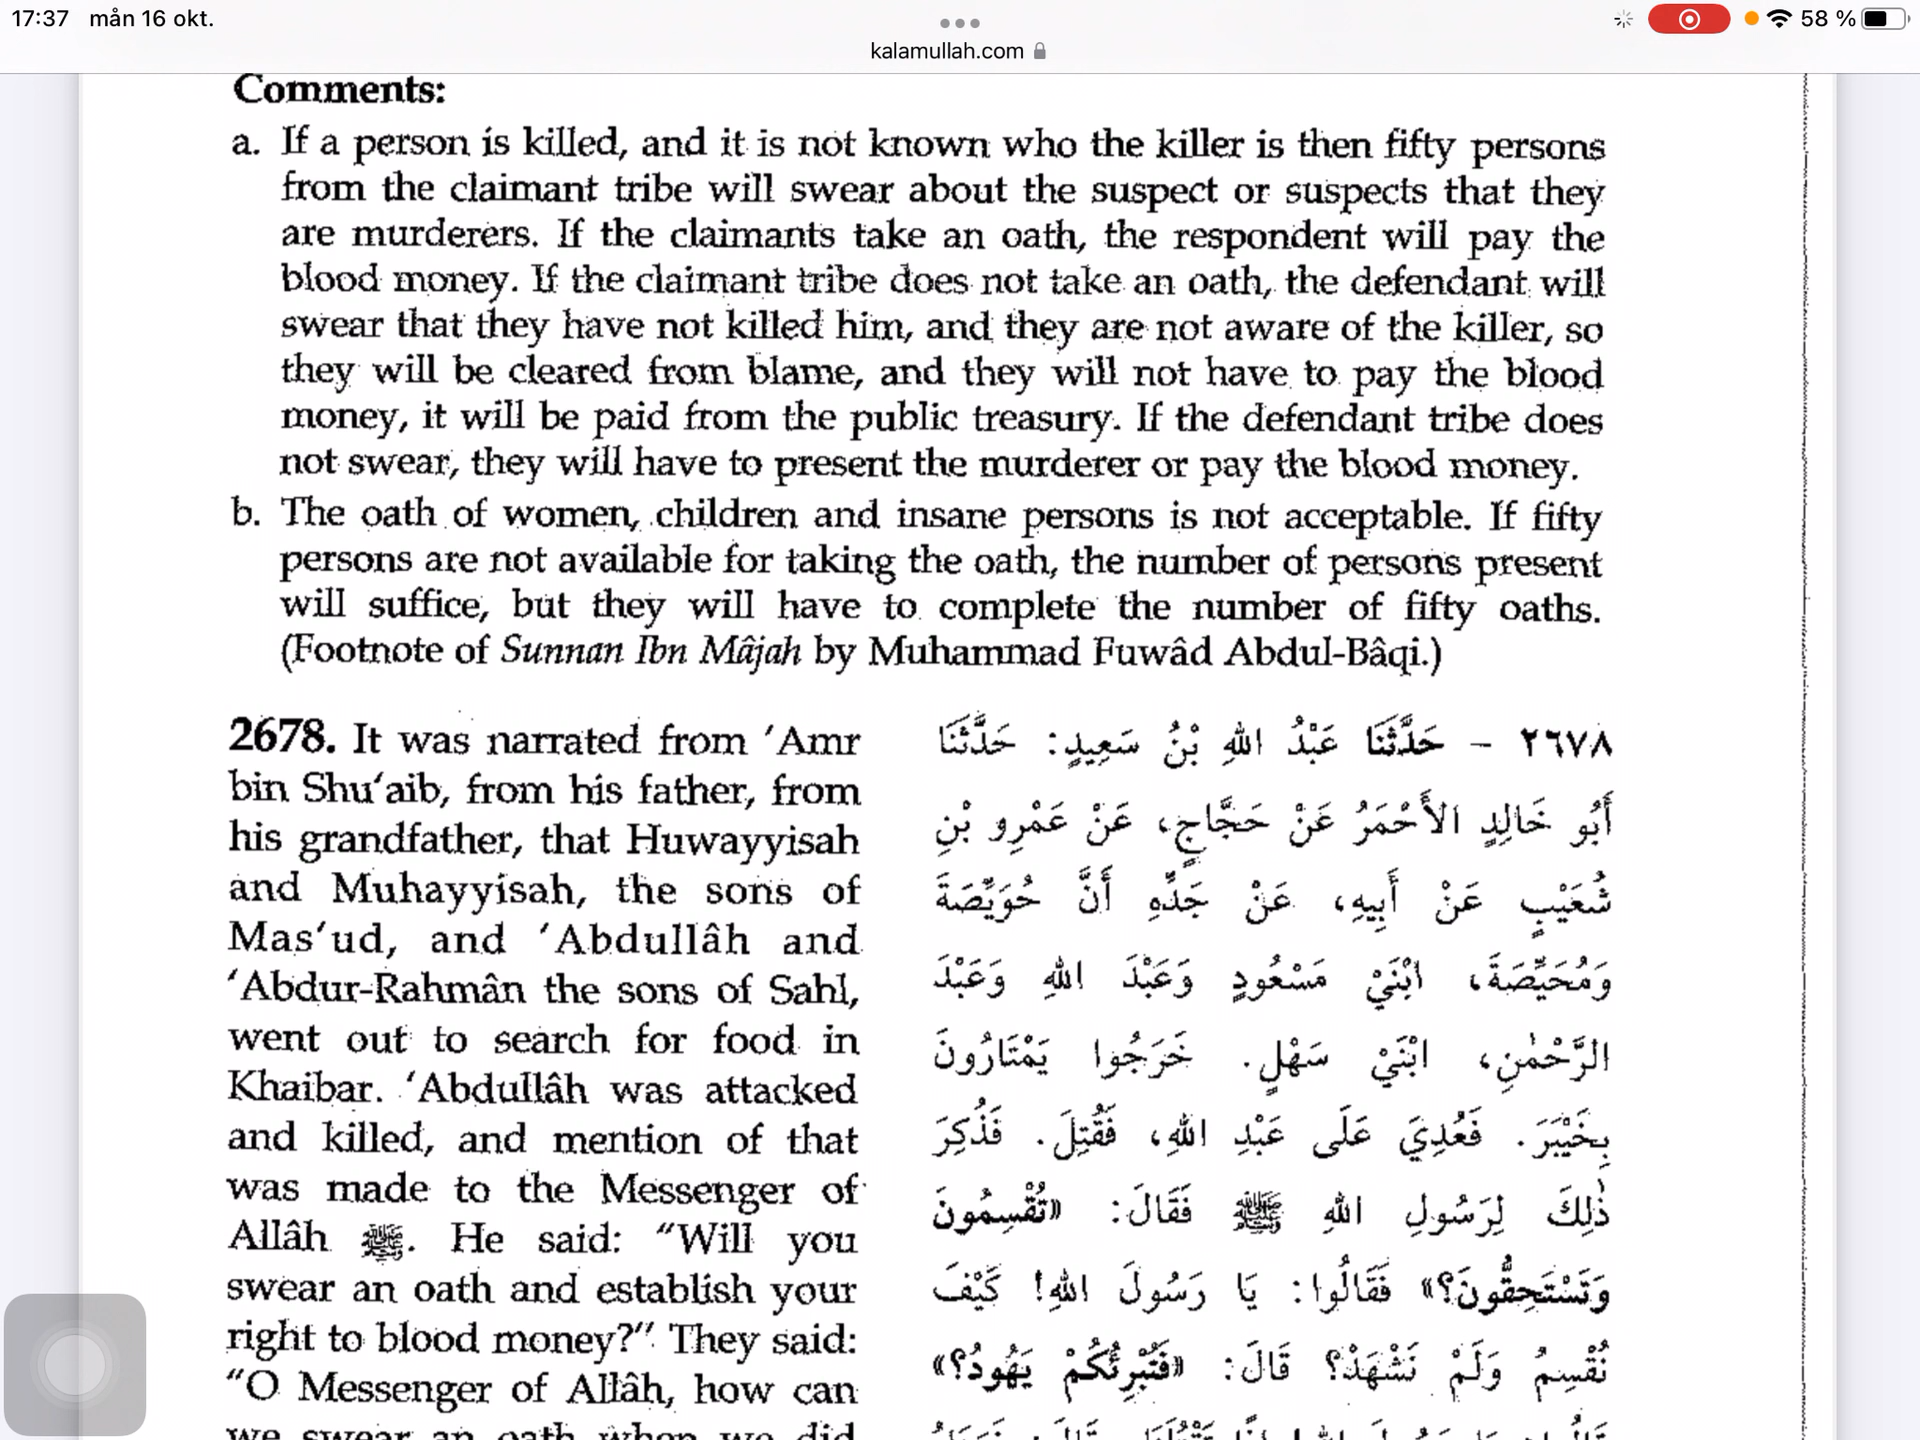 17:37 mån 16 okt.
58 %
kalamullah.com
Comments:
a. If a person is killed, and it is not known who the killer is then fifty persons
from the claimant tribe will swear about the suspect or suspects that they
are murderers. If the claimants take an oath, the respondent will pay the
blood money. If the claimant tribe does not take an oath, the defendant will
swear that they have not killed him, and they are not aware of the killer, so
they will be cleared from blame, and they will not have to pay the blood
money, it will be paid from the public treasury. If the defendant tribe does
not swear, they will have to present the murderer or pay the blood money.
b. The oath of women, children and insane persons is not acceptable. If fifty
persons are not available for taking the oath, the number of persons present
will suffice, but they will have to complete the number of fifty oaths.
(Footnote of Sunnan Ibn Mâjah by Muhammad Fuwâd Abdul-Bâqi.)
2678. It was narrated from ‘Amr
bin Shu‘aib, from his father, from
his grandfather, that Huwayyisah
and Muhayyisah, the sons of
Mas‘ud, and ‘Abdullâh and
‘Abdur-Rahmân the sons of Sahl,
went out to search for food in
Khaibar. ‘Abdullâh was attacked
and killed, and mention of that
was made to the Messenger of
Allâh ﷺ. He said: “Will you
swear an oath and establish your
right to blood money?” They said:
“O Messenger of Allâh, how can
we swear an oath when we did
٢٦٧٨ - حَدَّثَنَا عَبْدُ اللهِ بْنُ سَعِيدٍ: حَدَّثَنَا
أَبُو خَالِدٍ الأَحْمَرُ عَنْ حَجَّاجٍ، عَنْ عَمْرِو بْنِ
شُعَيْبٍ عَنْ أَبِيهِ، عَنْ جَدِّهِ أَنَّ حُوَيِّصَةَ
وَمُحَيِّصَةَ، ابْنَيْ مَسْعُودٍ وَعَبْدَ اللهِ وَعَبْدَ
الرَّحْمٰنِ، ابْنَيْ سَهْلٍ. خَرَجُوا يَمْتَارُونَ
بِخَيْبَرَ. فَعُدِيَ عَلَى عَبْدِ اللهِ، فَقُتِلَ. فَذُكِرَ
ذٰلِكَ لِرَسُولِ اللهِ ﷺ فَقَالَ: «تُقْسِمُونَ
وَتَسْتَحِقُّونَ؟» فَقَالُوا: يَا رَسُولَ اللهِ! كَيْفَ
نُقْسِمُ وَلَمْ نَشْهَدْ؟ قَالَ: «فَتُبْرِئُكُمْ يَهُودُ؟»